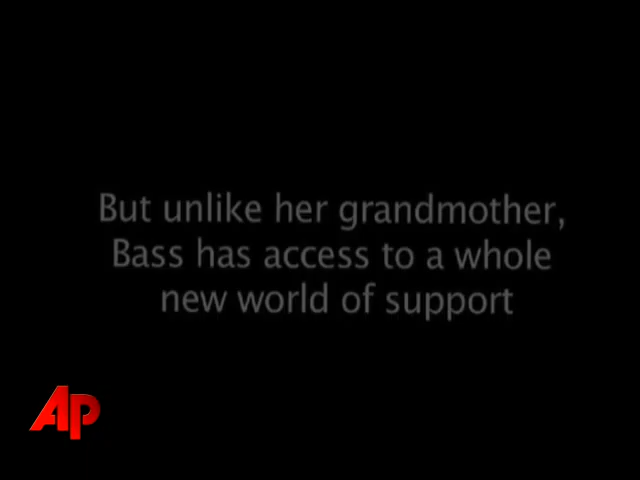 But unlike her grandmother,
Bass has access to a whole
new world of support
AP